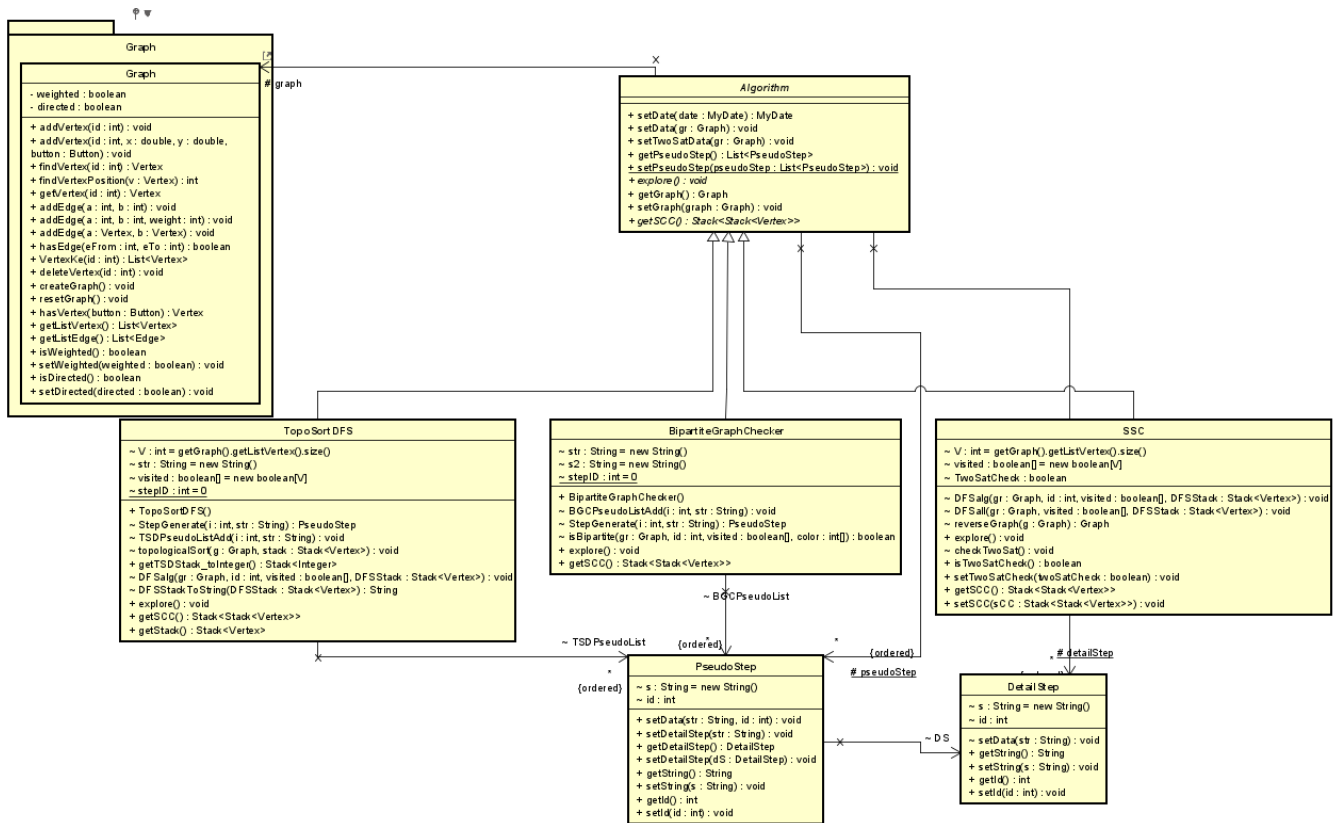 Graph
Graph
- weighted : boolean
- directed : boolean
+ addVertex(id : int) : void
+ addVertex(id : int, x : double, y : double,
button : Button) : void
+ findVertex(id : int) : Vertex
+ findVertexPosition(v : Vertex) : int
+ getVertex(id : int) : Vertex
+ addEdge(a : int, b : int) : void
+ addEdge(a : int, b : int, weight : int) : void
+ addEdge(a : Vertex, b : Vertex) : void
+ hasEdge(eFrom : int, eTo : int) : boolean
+ VertexKe(id : int) : List<Vertex>
+ deleteVertex(id : int) : void
+ createGraph() : void
+ resetGraph() : void
+ hasVertex(button : Button) : Vertex
+ getListVertex() : List<Vertex>
+ getListEdge() : List<Edge>
+ isWeighted() : boolean
+ setWeighted(weighted : boolean) : void
+ isDirected() : boolean
+ setDirected(directed : boolean) : void
# graph
Algorithm
+ setDate(date : MyDate) : MyDate
+ setData(gr : Graph) : void
+ setTwoSatData(gr : Graph) : void
+ getPseudoStep() : List<PseudoStep>
+ setPseudoStep(pseudoStep : List<PseudoStep>) : void
+ explore() : void
+ getGraph() : Graph
+ setGraph(graph : Graph) : void
+ getSCC() : Stack<Stack<Vertex>>
TopoSortDFS
~ V : int = getGraph().getListVertex().size()
~ str : String = new String()
~ visited : boolean[] = new boolean[V]
~ stepID : int = 0
+ TopoSortDFS()
~ StepGenerate(i : int, str : String) : PseudoStep
~ TSDPseudoListAdd(i : int, str : String) : void
~ topologicalSort(g : Graph, stack : Stack<Vertex>) : void
+ getTSDStack_toInteger() : Stack<Integer>
~ DFSalg(gr : Graph, id : int, visited : boolean[], DFSStack : Stack<Vertex>) : void
~ DFSStackToString(DFSStack : Stack<Vertex>) : String
+ explore() : void
+ getSCC() : Stack<Stack<Vertex>>
+ getStack() : Stack<Vertex>
BipartiteGraphChecker
~ str : String = new String()
~ s2 : String = new String()
~ stepID : int = 0
+ BipartiteGraphChecker()
~ BGCPseudoListAdd(i : int, str : String) : void
~ StepGenerate(i : int, str : String) : PseudoStep
~ isBipartite(gr : Graph, id : int, visited : boolean[], color : int[]) : boolean
+ explore() : void
+ getSCC() : Stack<Stack<Vertex>>
SSC
~ V : int = getGraph().getListVertex().size()
~ visited : boolean[] = new boolean[V]
~ TwoSatCheck : boolean
~ DFSalg(gr : Graph, id : int, visited : boolean[], DFSStack : Stack<Vertex>) : void
~ DFSall(gr : Graph, visited : boolean[], DFSStack : Stack<Vertex>) : void
~ reverseGraph(g : Graph) : Graph
+ explore() : void
~ checkTwoSat() : void
+ isTwoSatCheck() : boolean
+ setTwoSatCheck(twoSatCheck : boolean) : void
+ getSCC() : Stack<Stack<Vertex>>
+ setSCC(sCC : Stack<Stack<Vertex>>) : void
~ TSDPseudoList
*
{ordered}
~ BGCPseudoList
*
{ordered}
*
{ordered}
# pseudoStep
# detailStep
*
{ordered}
PseudoStep
~ s : String = new String()
~ id : int
+ setData(str : String, id : int) : void
+ setDetailStep(str : String) : void
+ getDetailStep() : DetailStep
+ setDetailStep(dS : DetailStep) : void
+ getString() : String
+ setString(s : String) : void
+ getId() : int
+ setId(id : int) : void
~ DS
DetailStep
~ s : String = new String()
~ id : int
~ setData(str : String) : void
+ getString() : String
+ setString(s : String) : void
+ getId() : int
+ setId(id : int) : void